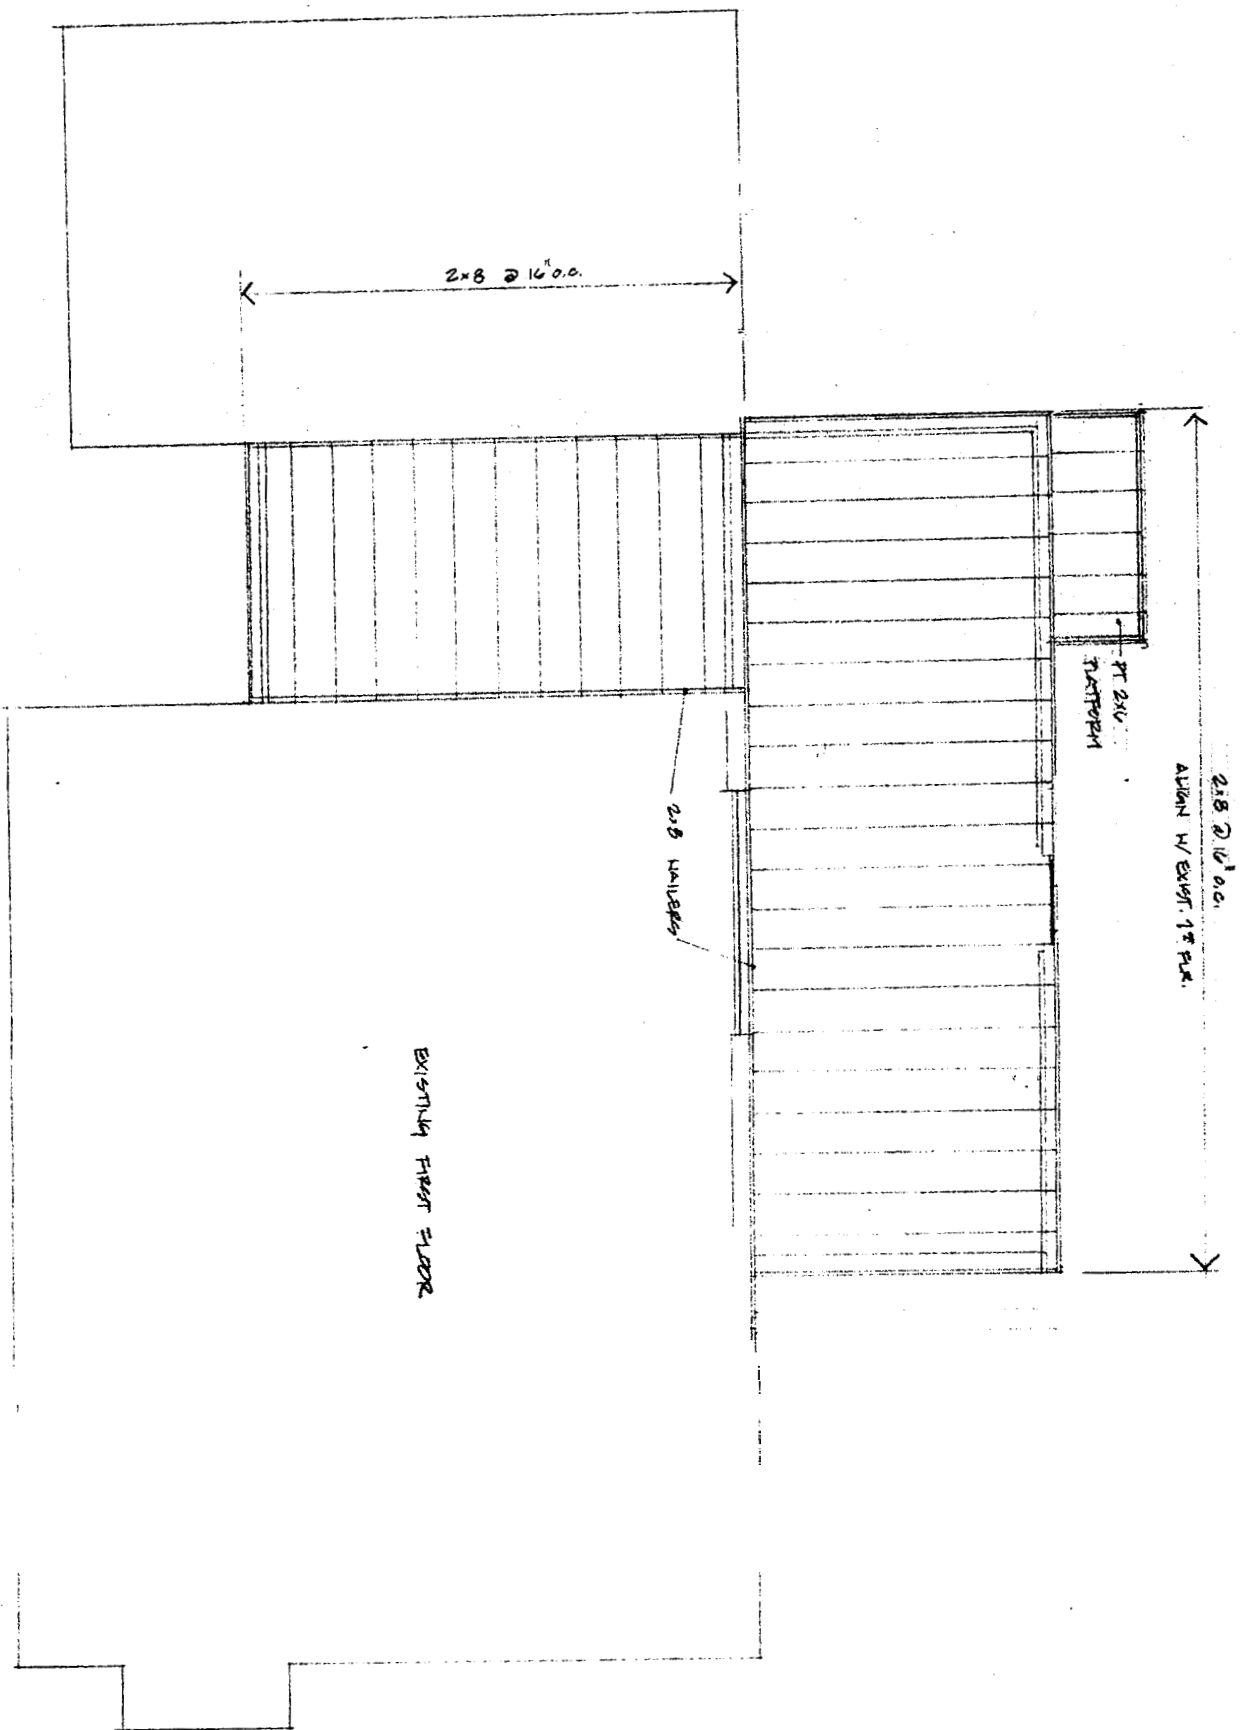 2x8 @ 16" o.c.
2x8 @ 16" o.c.
ALIGN W/ EXIST. 1ST FLR.
PT 2x6
PLATFORM
2x8 NAILERS
EXISTING FIRST FLOOR